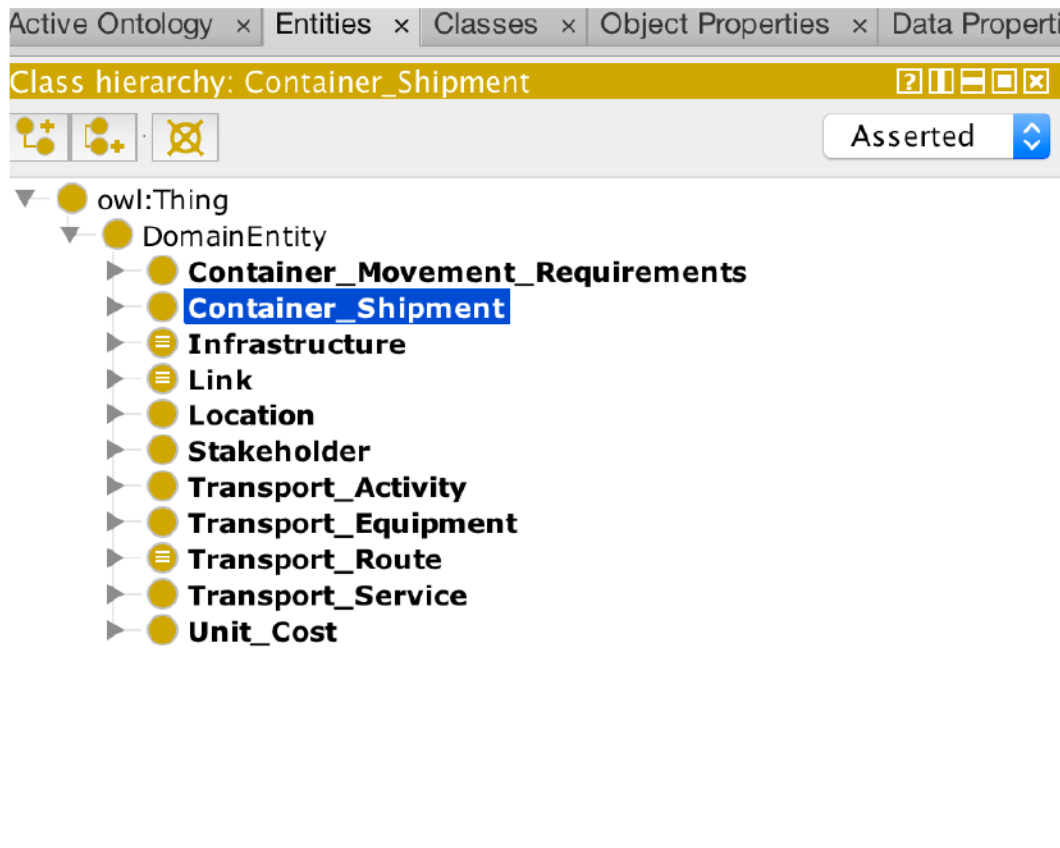 Active Ontology × Entities × Classes × Object Properties × Data Properti
Class hierarchy: Container_Shipment
Asserted
owl:Thing
DomainEntity
Container_Movement_Requirements
Container_Shipment
Infrastructure
Link
Location
Stakeholder
Transport_Activity
Transport_Equipment
Transport_Route
Transport_Service
Unit_Cost